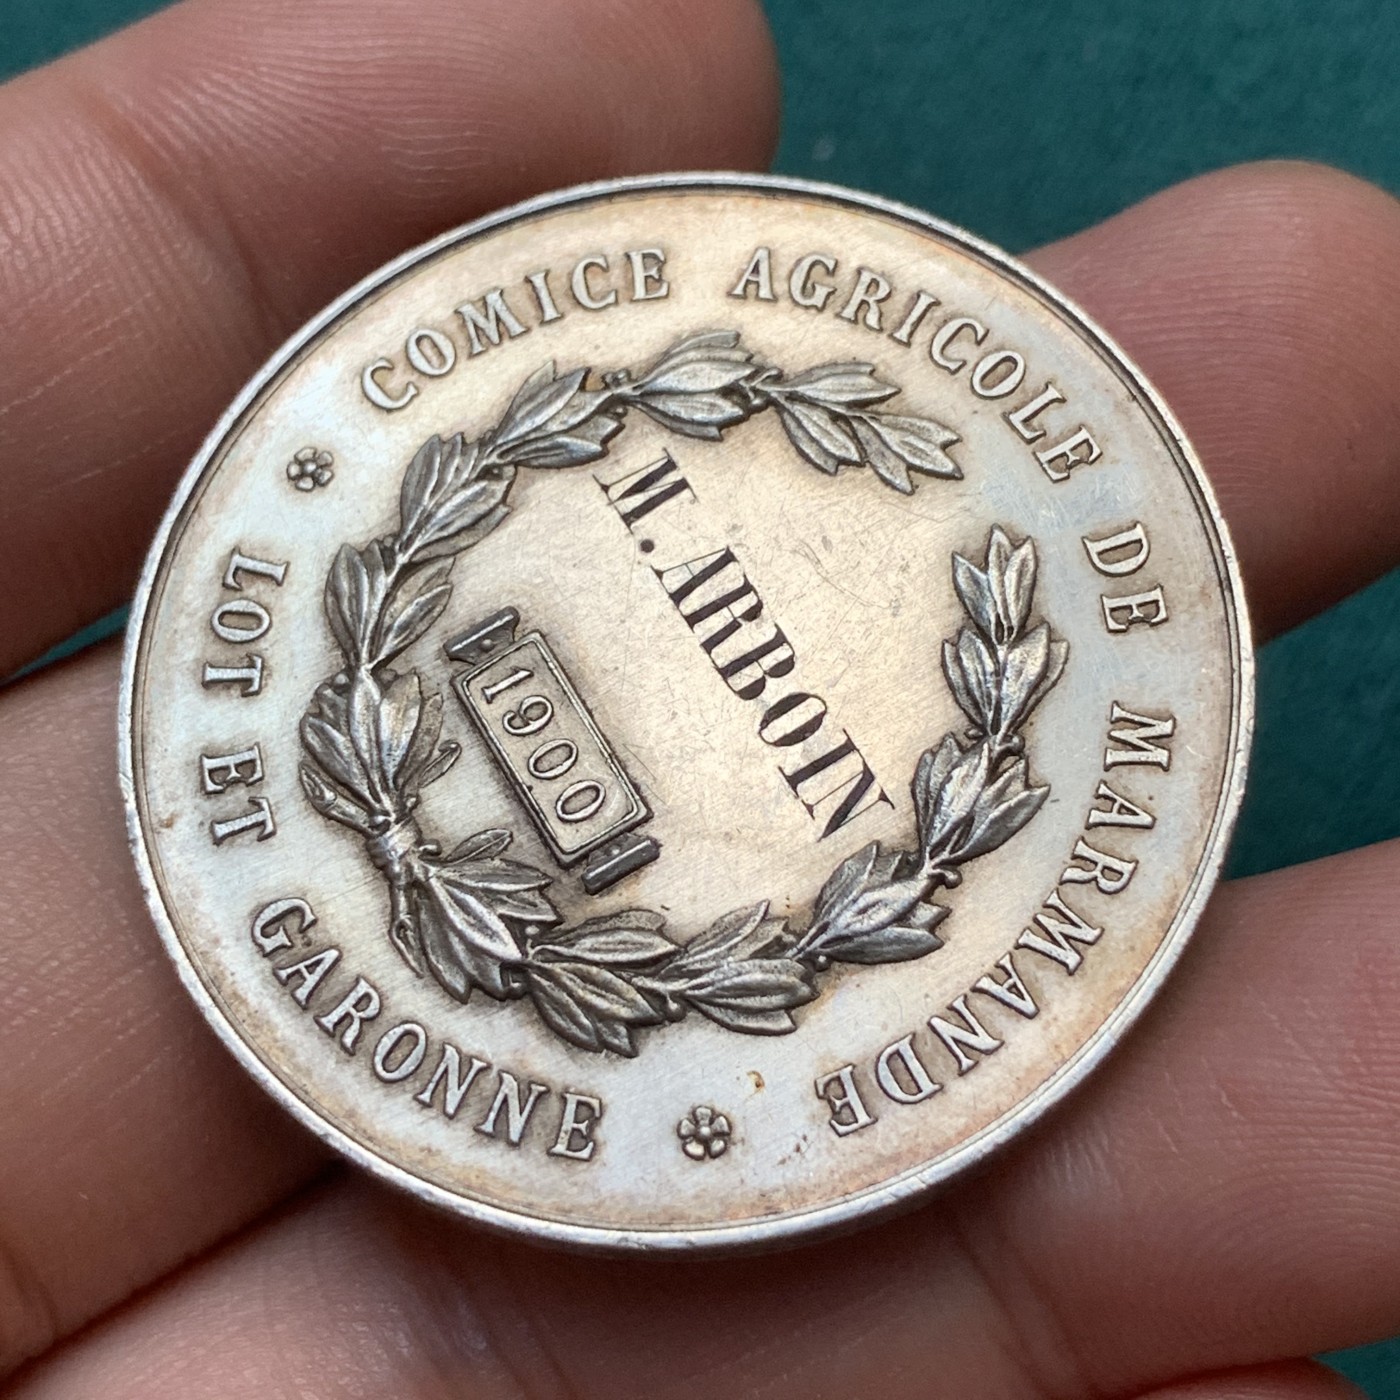 COMICE AGRICOLE DE MARMANDE
M. ARBOIN
1900
LOT ET GARONNE